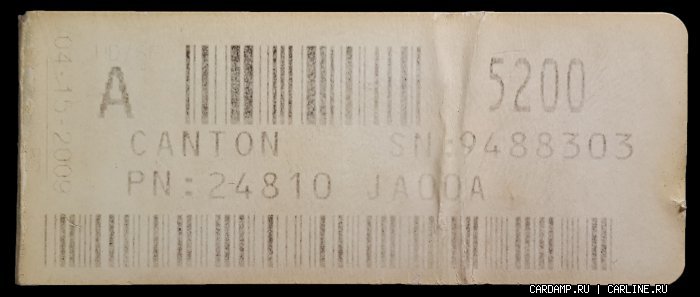 04-15-2009
A
5200
CANTON SN:9488303
PN:24810 JA00A
CARDAMP.RU | CARLINE.RU